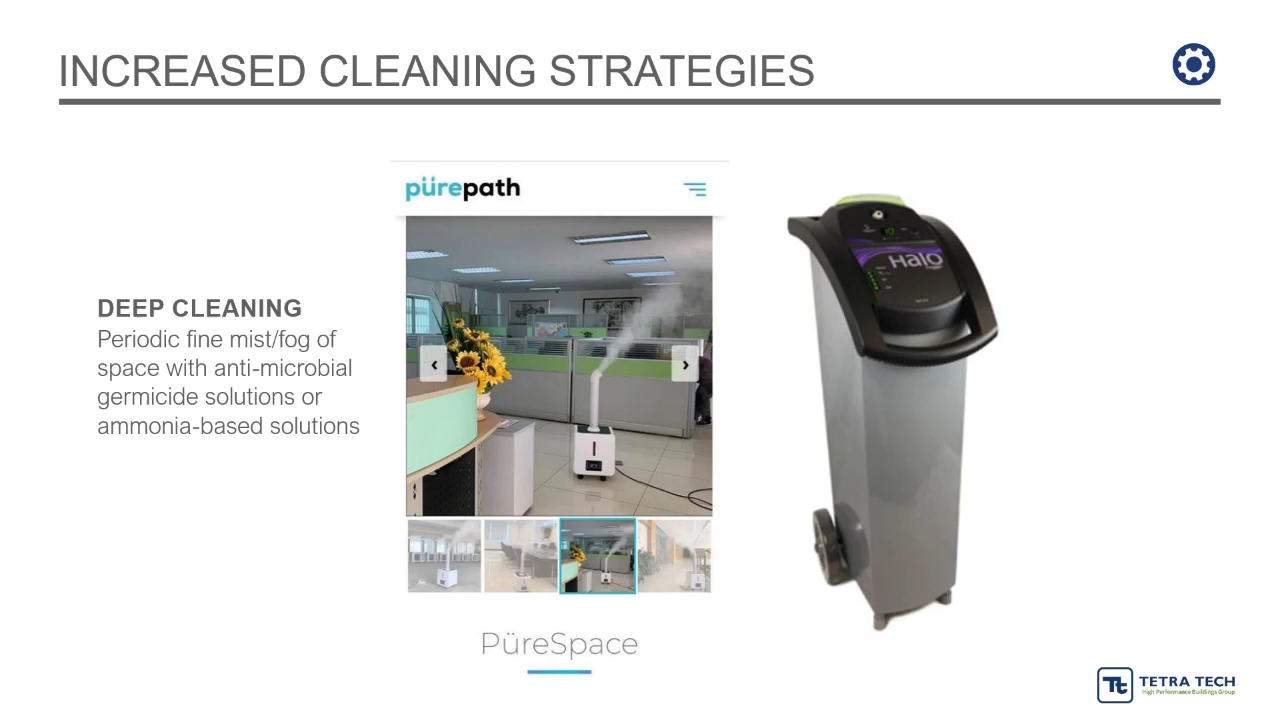 INCREASED CLEANING STRATEGIES
pürepath
DEEP CLEANING
Periodic fine mist/fog of
space with anti-microbial
germicide solutions or
ammonia-based solutions
Halo
PüreSpace
Tt TETRA TECH
High Performance Buildings Group